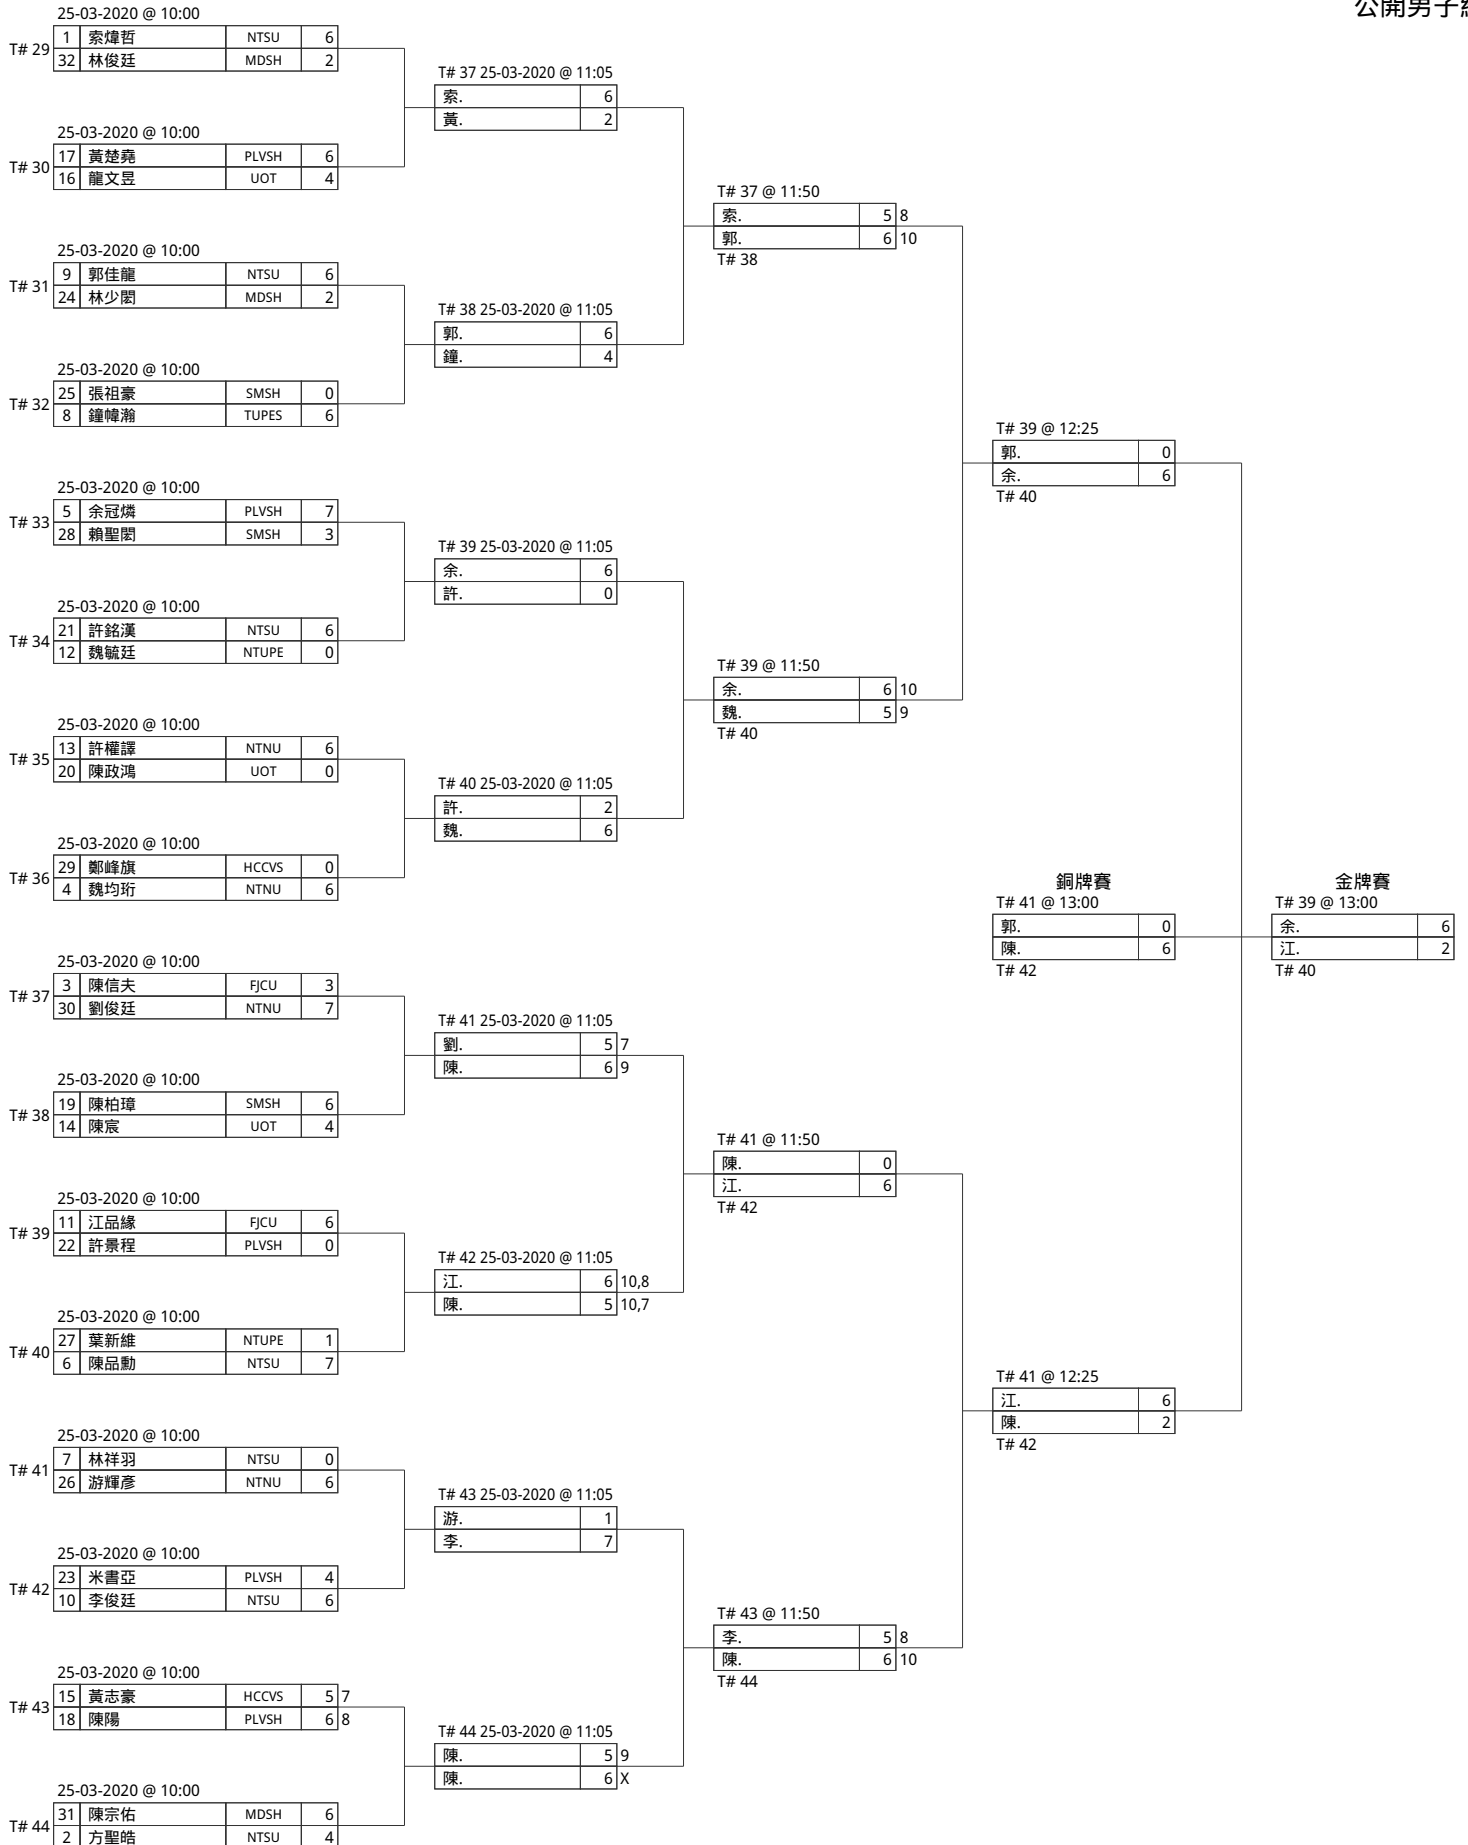 公開男子
25-03-2020 @ 10:00
T# 29
1 索煒哲 NTSU 6
32 林俊廷 MDSH 2
25-03-2020 @ 10:00
T# 30
17 黃楚堯 PLVSH 6
16 龍文昱 UOT 4
25-03-2020 @ 10:00
T# 31
9 郭佳龍 NTSU 6
24 林少閎 MDSH 2
25-03-2020 @ 10:00
T# 32
25 張祖豪 SMSH 0
8 鐘幃瀚 TUPES 6
25-03-2020 @ 10:00
T# 33
5 余冠燐 PLVSH 7
28 賴聖閎 SMSH 3
25-03-2020 @ 10:00
T# 34
21 許銘漢 NTSU 6
12 魏毓廷 NTUPE 0
25-03-2020 @ 10:00
T# 35
13 許權譯 NTNU 6
20 陳政鴻 UOT 0
25-03-2020 @ 10:00
T# 36
29 鄭峰旗 HCCVS 0
4 魏均珩 NTNU 6
25-03-2020 @ 10:00
T# 37
3 陳信夫 FJCU 3
30 劉俊廷 NTNU 7
25-03-2020 @ 10:00
T# 38
19 陳柏璋 SMSH 6
14 陳宸 UOT 4
25-03-2020 @ 10:00
T# 39
11 江品緣 FJCU 6
22 許景程 PLVSH 0
25-03-2020 @ 10:00
T# 40
27 葉新維 NTUPE 1
6 陳品勳 NTSU 7
25-03-2020 @ 10:00
T# 41
7 林祥羽 NTSU 0
26 游輝彥 NTNU 6
25-03-2020 @ 10:00
T# 42
23 米書亞 PLVSH 4
10 李俊廷 NTSU 6
25-03-2020 @ 10:00
T# 43
15 黃志豪 HCCVS 5 7
18 陳陽 PLVSH 6 8
25-03-2020 @ 10:00
T# 44
31 陳宗佑 MDSH 6
2 方聖皓 NTSU 4
T# 37 25-03-2020 @ 11:05
索. 6
黃. 2
T# 38 25-03-2020 @ 11:05
郭. 6
鐘. 4
T# 39 25-03-2020 @ 11:05
余. 6
許. 0
T# 40 25-03-2020 @ 11:05
許. 2
魏. 6
T# 41 25-03-2020 @ 11:05
劉. 5 7
陳. 6 9
T# 42 25-03-2020 @ 11:05
江. 6 10,8
陳. 5 10,7
T# 43 25-03-2020 @ 11:05
游. 1
李. 7
T# 44 25-03-2020 @ 11:05
陳. 5 9
陳. 6 X
T# 37 @ 11:50
索. 5 8
郭. 6 10
T# 38
T# 39 @ 11:50
余. 6 10
魏. 5 9
T# 40
T# 41 @ 11:50
陳. 0
江. 6
T# 42
T# 43 @ 11:50
李. 5 8
陳. 6 10
T# 44
T# 39 @ 12:25
郭. 0
余. 6
T# 40
T# 41 @ 12:25
江. 6
陳. 2
T# 42
銅牌賽
T# 41 @ 13:00
郭. 0
陳. 6
T# 42
金牌賽
T# 39 @ 13:00
余. 6
江. 2
T# 40